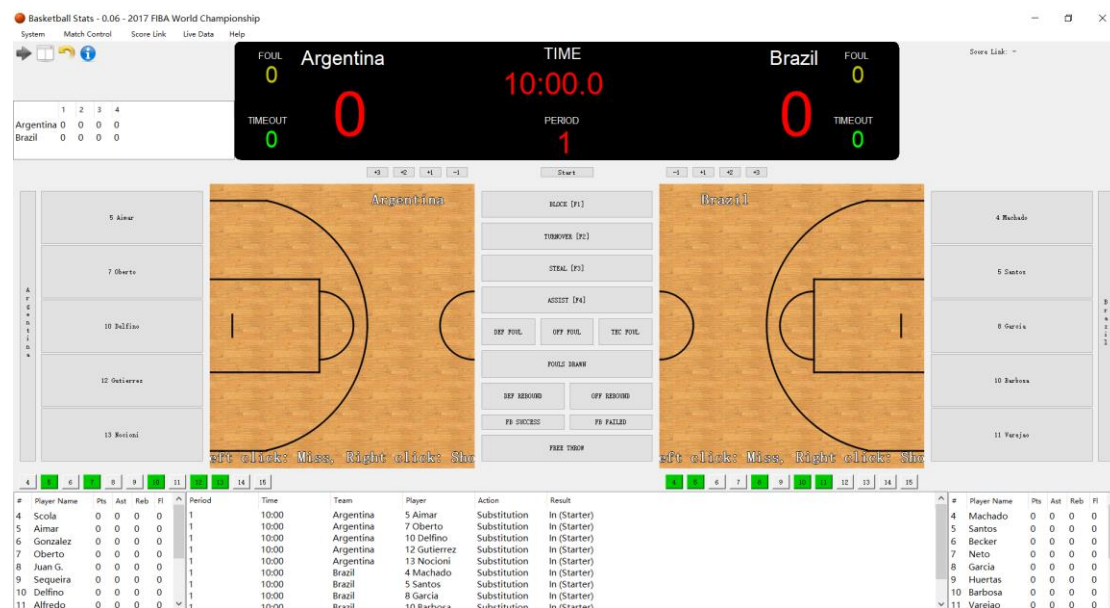 Basketball Stats - 0.06 - 2017 FIBA World Championship
System Match Control Score Link Live Data Help
FOUL Argentina TIME Brazil FOUL
Score Link: -
0 10:00.0 0
1 2 3 4
Argentina 0 0 0 0
Brazil 0 0 0 0
TIMEOUT 0 PERIOD 0 TIMEOUT
0 1 0
+3 +2 +1 -1 Start -1 +1 +2 +3
Argentina Brazil
5 Aimar BLOCK [F1] 4 Machado
TURNOVER [F2]
7 Oberto STEAL [F3] 5 Santos
Argentina ASSIST [F4] Brazil
10 Delfino DEF FOUL OFF FOUL TEC FOUL 8 Garcia
FOULS DRAWN
12 Gutierrez DEF REBOUND OFF REBOUND 10 Barbosa
FB SUCCESS FB FAILED
13 Nocioni FREE THROW 11 Varejao
eft click: Miss, Right click: Sho eft click: Miss, Right click: Sho
4 5 6 7 8 9 10 11 12 13 14 15 4 5 6 7 8 9 10 11 12 13 14 15
# Player Name Pts Ast Reb Fl Period Time Team Player Action Result # Player Name Pts Ast Reb Fl
4 Scola 0 0 0 0 1 10:00 Argentina 5 Aimar Substitution In (Starter) 4 Machado 0 0 0 0
5 Aimar 0 0 0 0 1 10:00 Argentina 7 Oberto Substitution In (Starter) 5 Santos 0 0 0 0
6 Gonzalez 0 0 0 0 1 10:00 Argentina 10 Delfino Substitution In (Starter) 6 Becker 0 0 0 0
7 Oberto 0 0 0 0 1 10:00 Argentina 12 Gutierrez Substitution In (Starter) 7 Neto 0 0 0 0
8 Juan G. 0 0 0 0 1 10:00 Argentina 13 Nocioni Substitution In (Starter) 8 Garcia 0 0 0 0
9 Sequeira 0 0 0 0 1 10:00 Brazil 4 Machado Substitution In (Starter) 9 Huertas 0 0 0 0
10 Delfino 0 0 0 0 1 10:00 Brazil 5 Santos Substitution In (Starter) 10 Barbosa 0 0 0 0
11 Alfredo 0 0 0 0 1 10:00 Brazil 8 Garcia Substitution In (Starter) 11 Varejao 0 0 0 0
1 10:00 Brazil 10 Barbosa Substitution In (Starter)